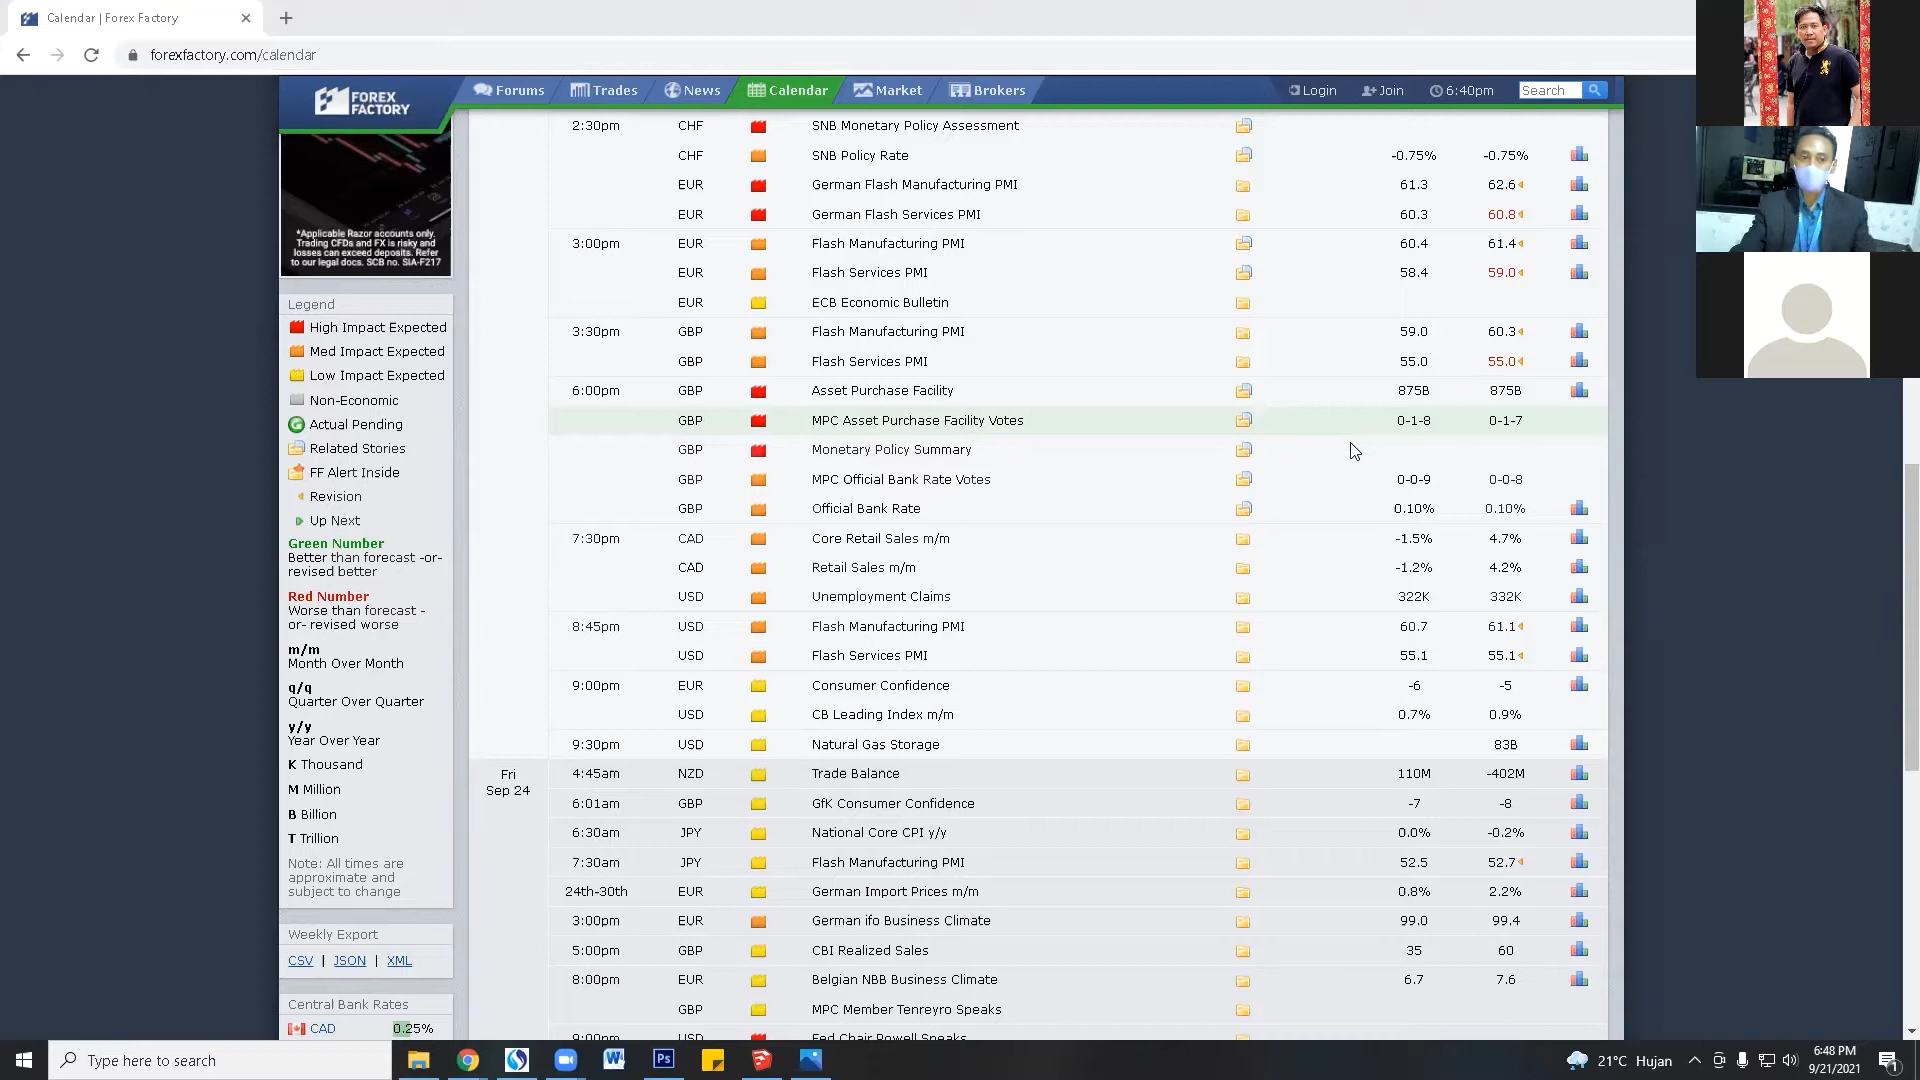 Calendar | Forex Factory
forexfactory.com/calendar
FOREX FACTORY
Forums Trades News Calendar Market Brokers Login Join 6:40pm Search
*Applicable Razor accounts only.
Trading CFDs and FX is risky and
losses can exceed deposits. Refer
to our legal docs. SCB no. SIA-F217
Legend
High Impact Expected
Med Impact Expected
Low Impact Expected
Non-Economic
Actual Pending
Related Stories
FF Alert Inside
Revision
Up Next
Green Number
Better than forecast -or-
revised better
Red Number
Worse than forecast -
or- revised worse
m/m
Month Over Month
q/q
Quarter Over Quarter
y/y
Year Over Year
K Thousand
M Million
B Billion
T Trillion
Note: All times are
approximate and
subject to change
Weekly Export
CSV | JSON | XML
Central Bank Rates
CAD 0.25%
2:30pm CHF SNB Monetary Policy Assessment
CHF SNB Policy Rate -0.75% -0.75%
EUR German Flash Manufacturing PMI 61.3 62.6
EUR German Flash Services PMI 60.3 60.8
3:00pm EUR Flash Manufacturing PMI 60.4 61.4
EUR Flash Services PMI 58.4 59.0
EUR ECB Economic Bulletin
3:30pm GBP Flash Manufacturing PMI 59.0 60.3
GBP Flash Services PMI 55.0 55.0
6:00pm GBP Asset Purchase Facility 875B 875B
GBP MPC Asset Purchase Facility Votes 0-1-8 0-1-7
GBP Monetary Policy Summary
GBP MPC Official Bank Rate Votes 0-0-9 0-0-8
GBP Official Bank Rate 0.10% 0.10%
7:30pm CAD Core Retail Sales m/m -1.5% 4.7%
CAD Retail Sales m/m -1.2% 4.2%
USD Unemployment Claims 322K 332K
8:45pm USD Flash Manufacturing PMI 60.7 61.1
USD Flash Services PMI 55.1 55.1
9:00pm EUR Consumer Confidence -6 -5
USD CB Leading Index m/m 0.7% 0.9%
9:30pm USD Natural Gas Storage 83B
Fri
Sep 24
4:45am NZD Trade Balance 110M -402M
6:01am GBP GfK Consumer Confidence -7 -8
6:30am JPY National Core CPI y/y 0.0% -0.2%
7:30am JPY Flash Manufacturing PMI 52.5 52.7
24th-30th EUR German Import Prices m/m 0.8% 2.2%
3:00pm EUR German ifo Business Climate 99.0 99.4
5:00pm GBP CBI Realized Sales 35 60
8:00pm EUR Belgian NBB Business Climate 6.7 7.6
GBP MPC Member Tenreyro Speaks
9:00pm USD Fed Chair Powell Speaks
Type here to search
Ps
21°C Hujan
6:48 PM
9/21/2021
1